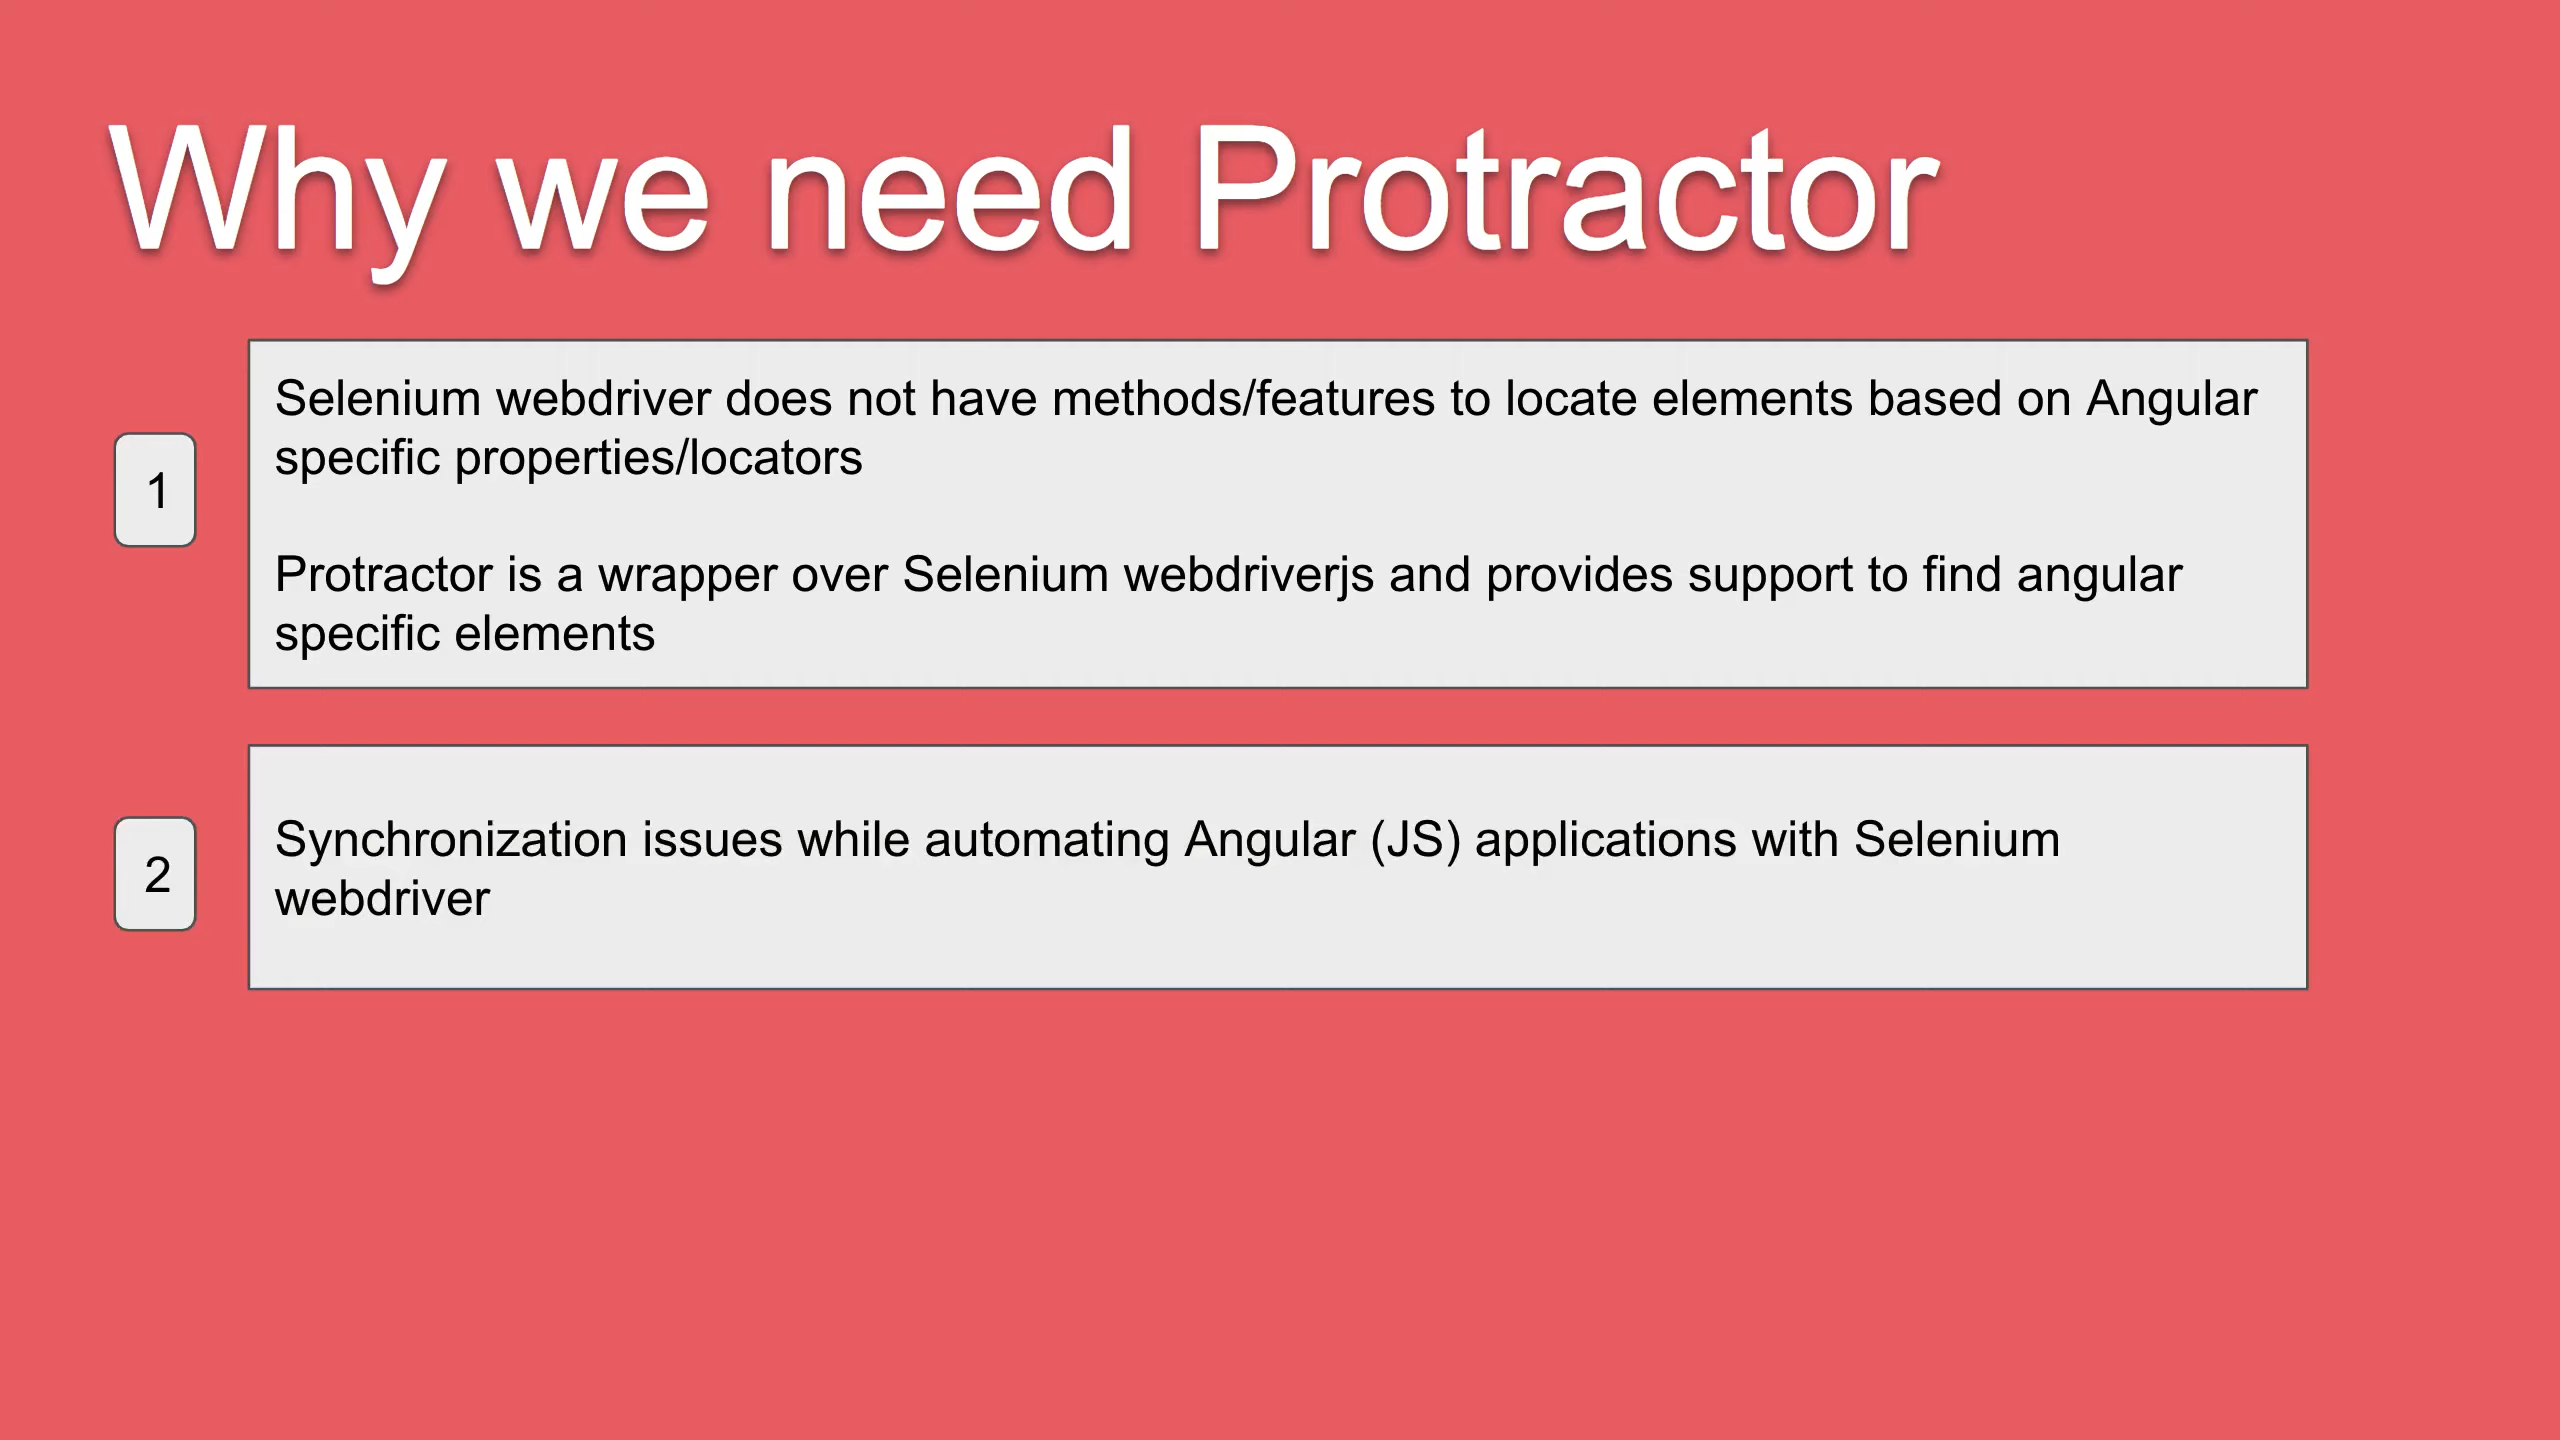 Why we need Protractor
1
Selenium webdriver does not have methods/features to locate elements based on Angular
specific properties/locators
Protractor is a wrapper over Selenium webdriverjs and provides support to find angular
specific elements
2
Synchronization issues while automating Angular (JS) applications with Selenium
webdriver